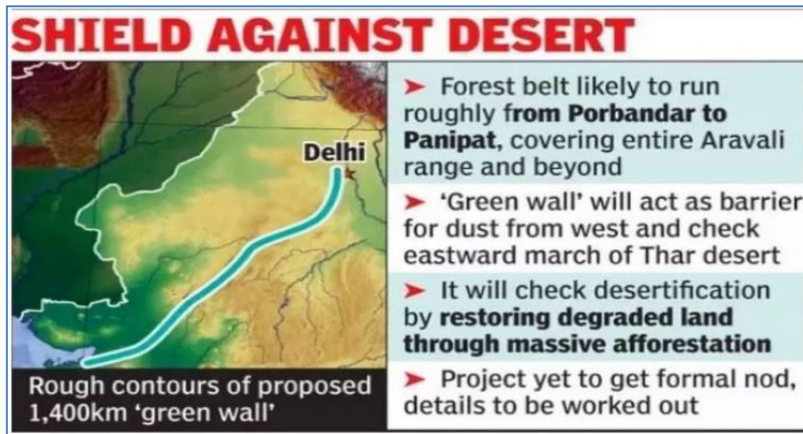 SHIELD AGAINST DESERT
Delhi
Rough contours of proposed
1,400km ‘green wall’
➤ Forest belt likely to run
roughly from Porbandar to
Panipat, covering entire Aravali
range and beyond
➤ ‘Green wall’ will act as barrier
for dust from west and check
eastward march of Thar desert
➤ It will check desertification
by restoring degraded land
through massive afforestation
➤ Project yet to get formal nod,
details to be worked out